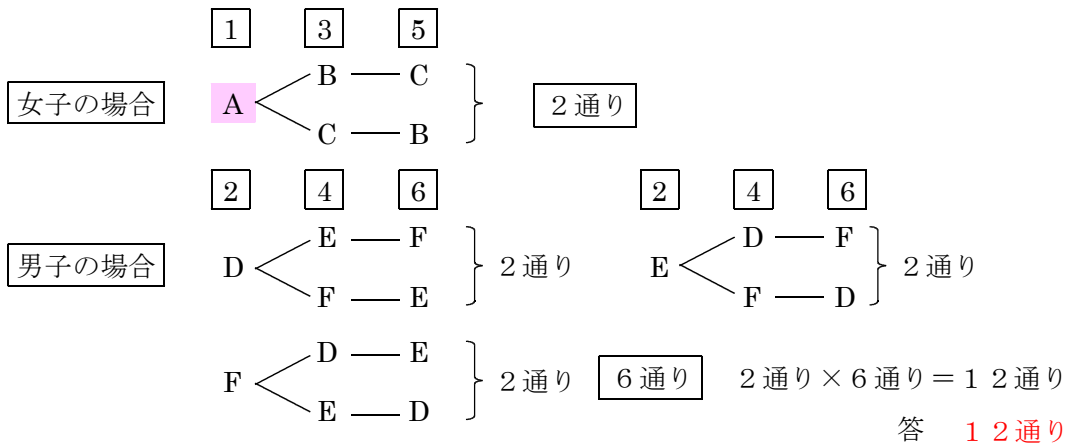 1 3 5
B C
女子の場合 A 2通り
C B
2 4 6 2 4 6
E F D F
男子の場合 D 2通り E 2通り
F E F D
D E
F 2通り 6通り 2通り×6通り＝12通り
E D
答 12通り